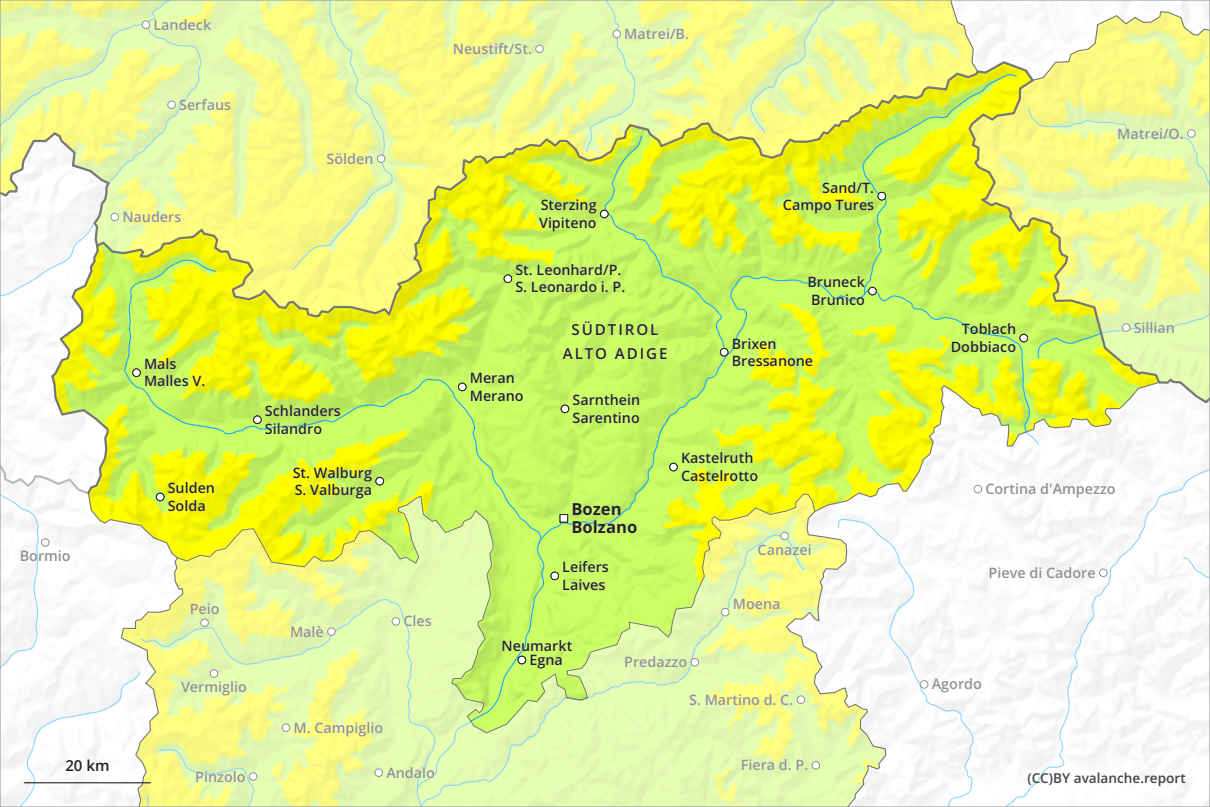 Landeck
Matrei/B.
Neustift/St.
Serfaus
Matrei/O.
Sölden
Sand/T.
Campo Tures
Nauders
Sterzing
Vipiteno
St. Leonhard/P.
S. Leonardo i. P.
Bruneck
Brunico
SÜDTIROL
ALTO ADIGE
Toblach
Dobbiaco
Sillian
Brixen
Bressanone
Mals
Malles V.
Meran
Merano
Sarnthein
Sarentino
Schlanders
Silandro
Kastelruth
Castelrotto
St. Walburg
S. Valburga
Sulden
Solda
Cortina d'Ampezzo
Bozen
Bolzano
Bormio
Canazei
Leifers
Laives
Pieve di Cadore
Peio
Moena
Cles
Malè
Neumarkt
Egna
Predazzo
Vermiglio
Agordo
S. Martino d. C.
M. Campiglio
20 km
Pinzolo
Andalo
Fiera d. P.
(CC)BY avalanche.report